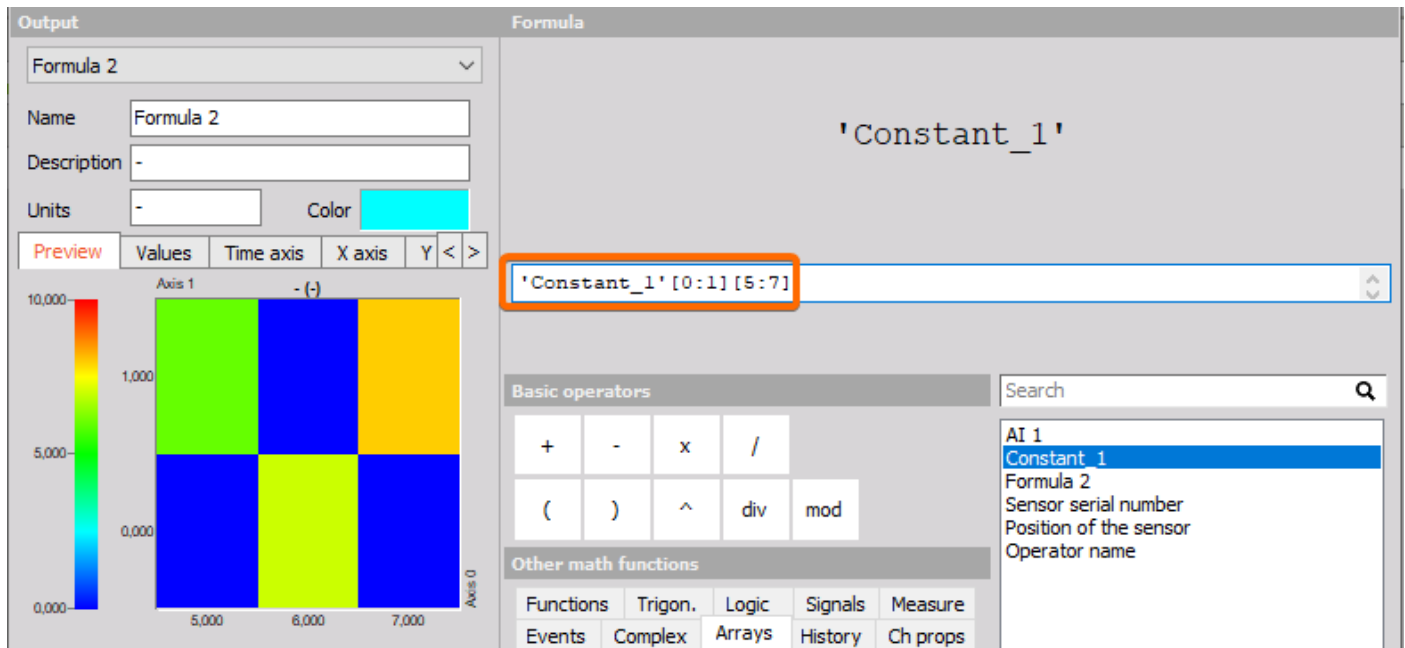 Output
Formula 2
Name Formula 2
Description -
Units - Color
Preview Values Time axis X axis Y < >
Axis 1 - (-)
10,000
1,000
5,000
0,000
0,000
5,000 6,000 7,000
Axis 0
Formula
'Constant_1'
'Constant_1'[0:1][5:7]
Basic operators
+ - x /
( ) ^ div mod
Other math functions
Functions Trigon. Logic Signals Measure
Events Complex Arrays History Ch props
Search
AI 1
Constant_1
Formula 2
Sensor serial number
Position of the sensor
Operator name